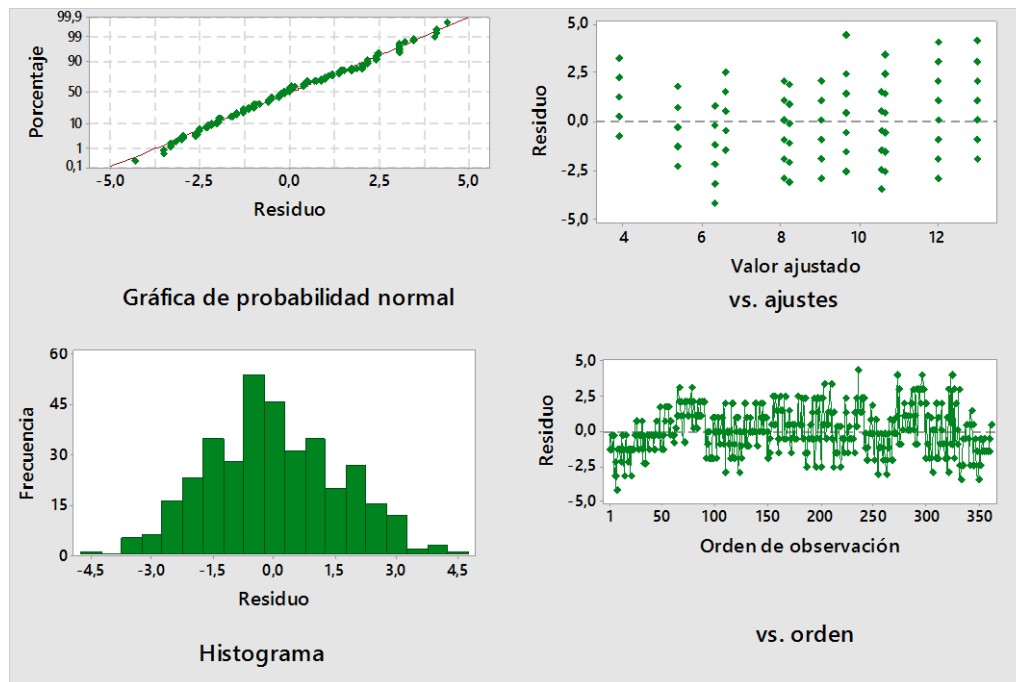 99,9
99
90
50
10
1
0,1
Porcentaje
-5,0 -2,5 0,0 2,5 5,0
Residuo
Gráfica de probabilidad normal
5,0
2,5
0,0
-2,5
-5,0
Residuo
4 6 8 10 12
Valor ajustado
vs. ajustes
60
45
30
15
0
Frecuencia
-4,5 -3,0 -1,5 0,0 1,5 3,0 4,5
Residuo
Histograma
5,0
2,5
0,0
-2,5
-5,0
Residuo
1 50 100 150 200 250 300 350
Orden de observación
vs. orden